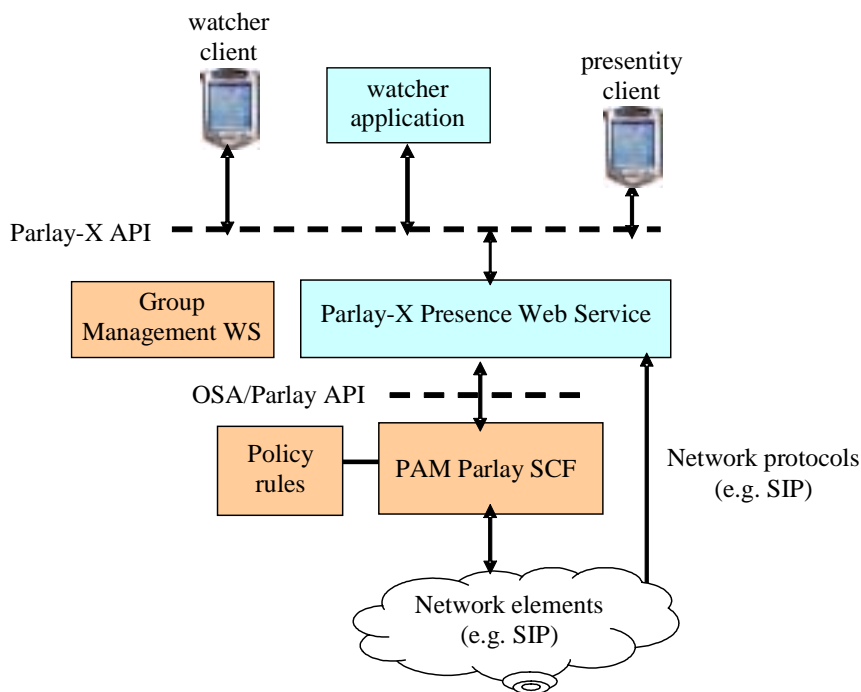 watcher
client
watcher
application
presentity
client
Parlay-X API
Group
Management WS
Parlay-X Presence Web Service
OSA/Parlay API
Policy
rules
PAM Parlay SCF
Network protocols
(e.g. SIP)
Network elements
(e.g. SIP)